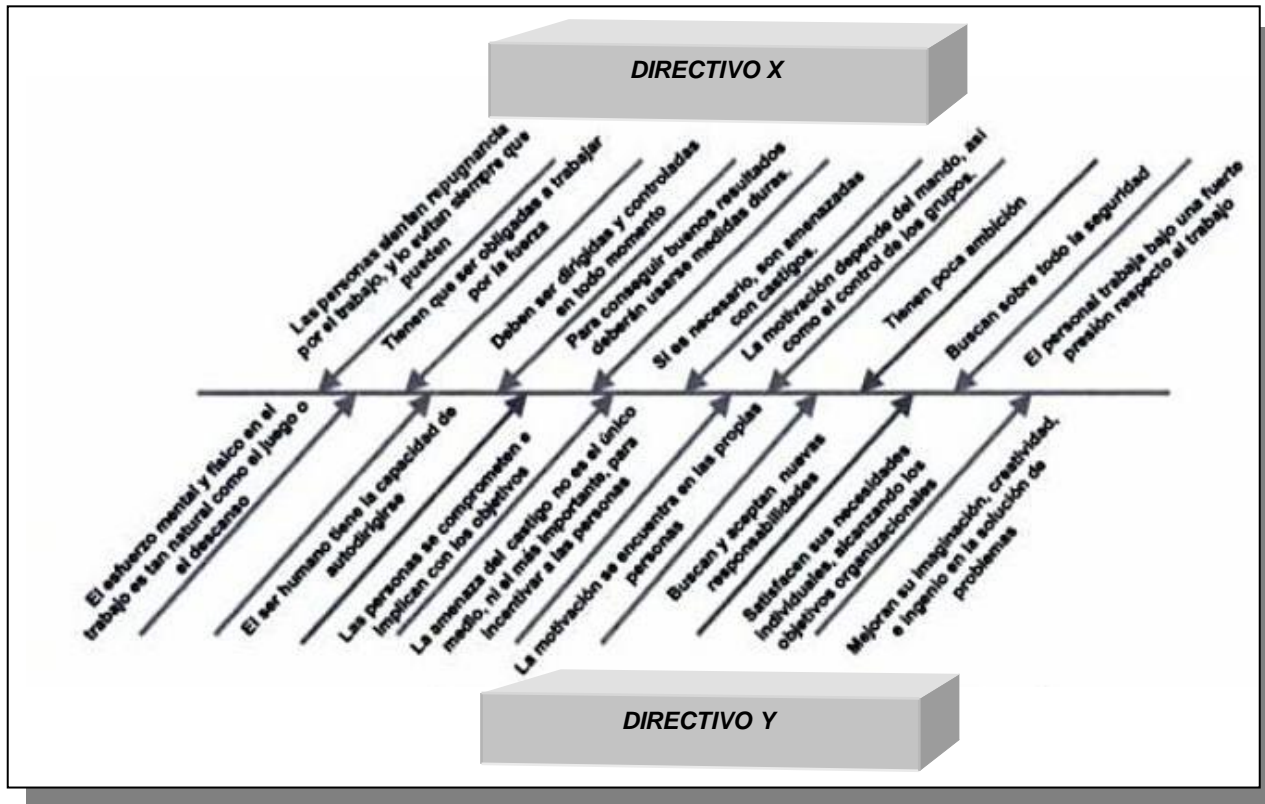 DIRECTIVO X
Las personas sienten repugnancia
por el trabajo, y lo evitan siempre que
pueden
Tienen que ser obligadas a trabajar
por la fuerza
Deben ser dirigidas y controladas
en todo momento
Para conseguir buenos resultados
deberán usarse medidas duras.
Si es necesario, son amenazadas
con castigos.
La motivación depende del mando, así
como el control de los grupos.
Tienen poca ambición
Buscan sobre todo la seguridad
El personal trabaja bajo una fuerte
presión respecto al trabajo
El esfuerzo mental y físico en el
trabajo es tan natural como el juego o
el descanso
El ser humano tiene la capacidad de
autodirigirse
Las personas se comprometen e
implican con los objetivos
La amenaza del castigo no es el único
medio, ni el más importante, para
incentivar a las personas
La motivación se encuentra en las propias
personas
Buscan y aceptan nuevas
responsabilidades
Satisfacen sus necesidades
individuales, alcanzando los
objetivos organizacionales
Mejoran su imaginación, creatividad,
e ingenio en la solución de
problemas
DIRECTIVO Y